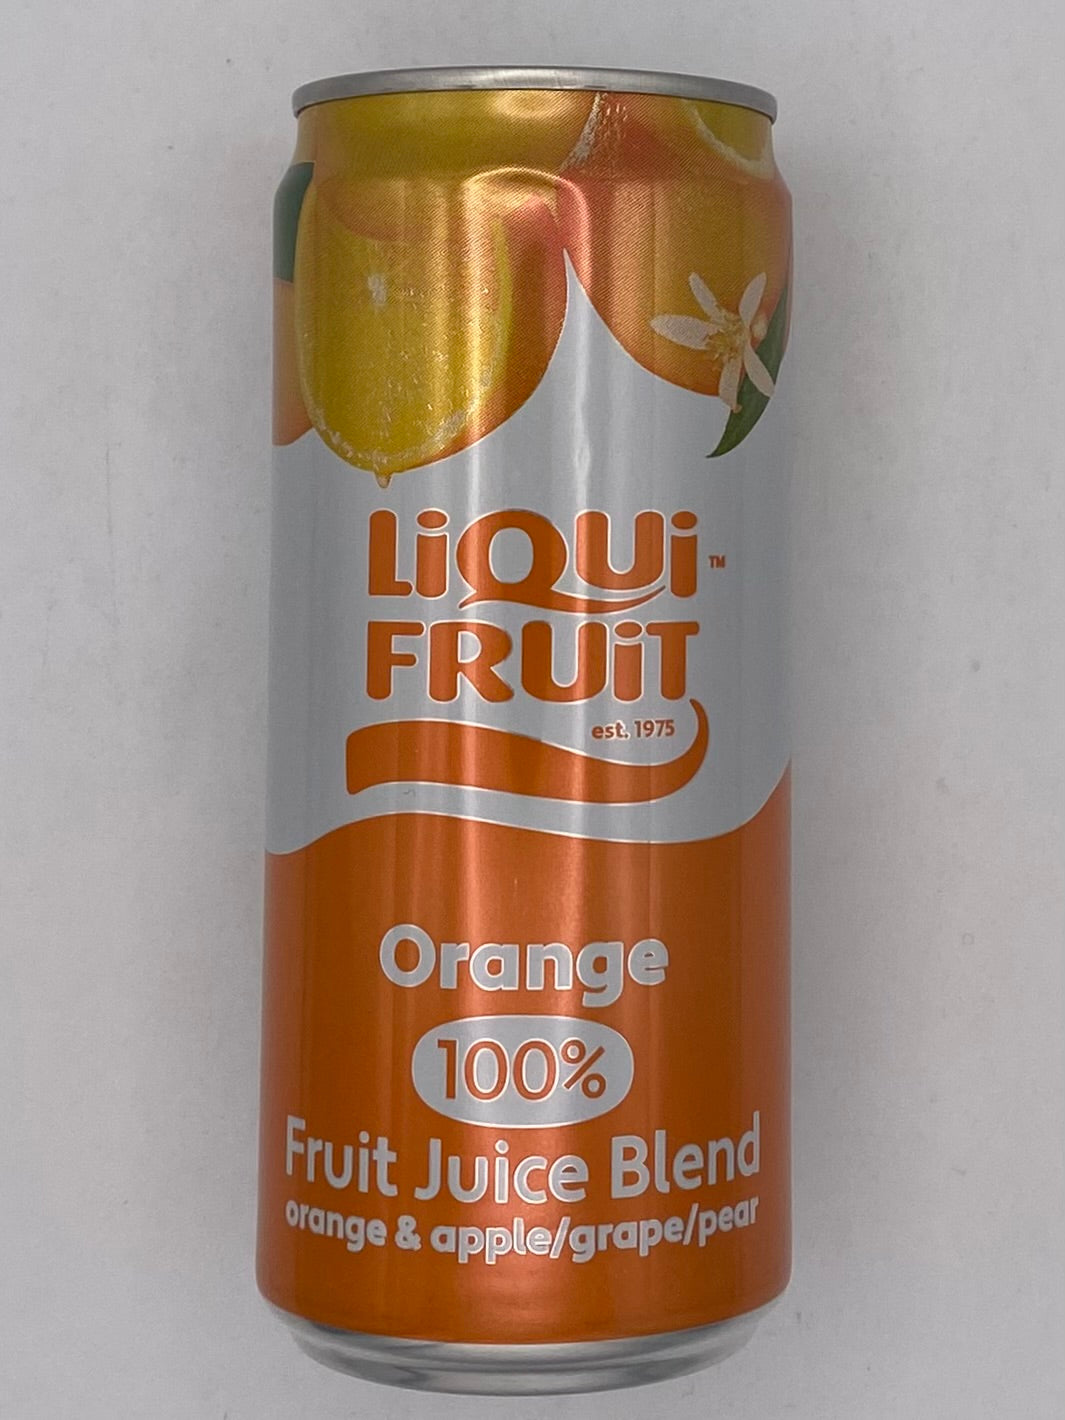 LiQUi™
FRUiT
est. 1975
Orange
100%
Fruit Juice Blend
orange & apple/grape/pear